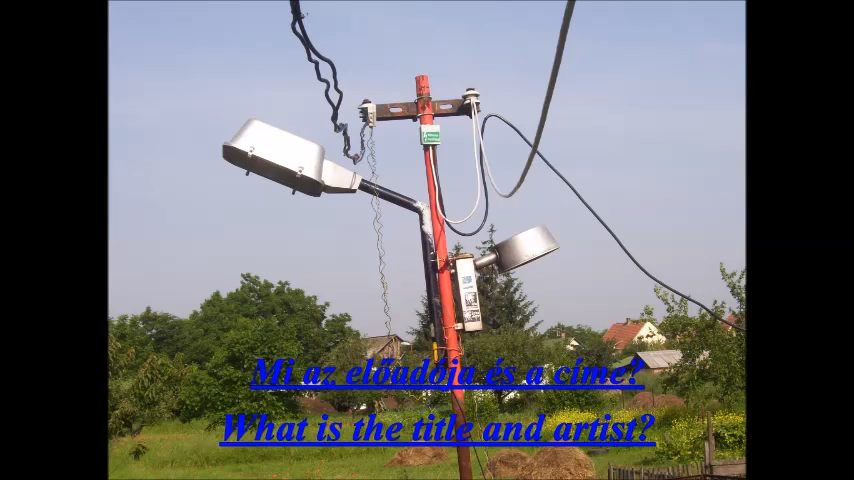 Mi az előadója és a címe?
What is the title and artist?